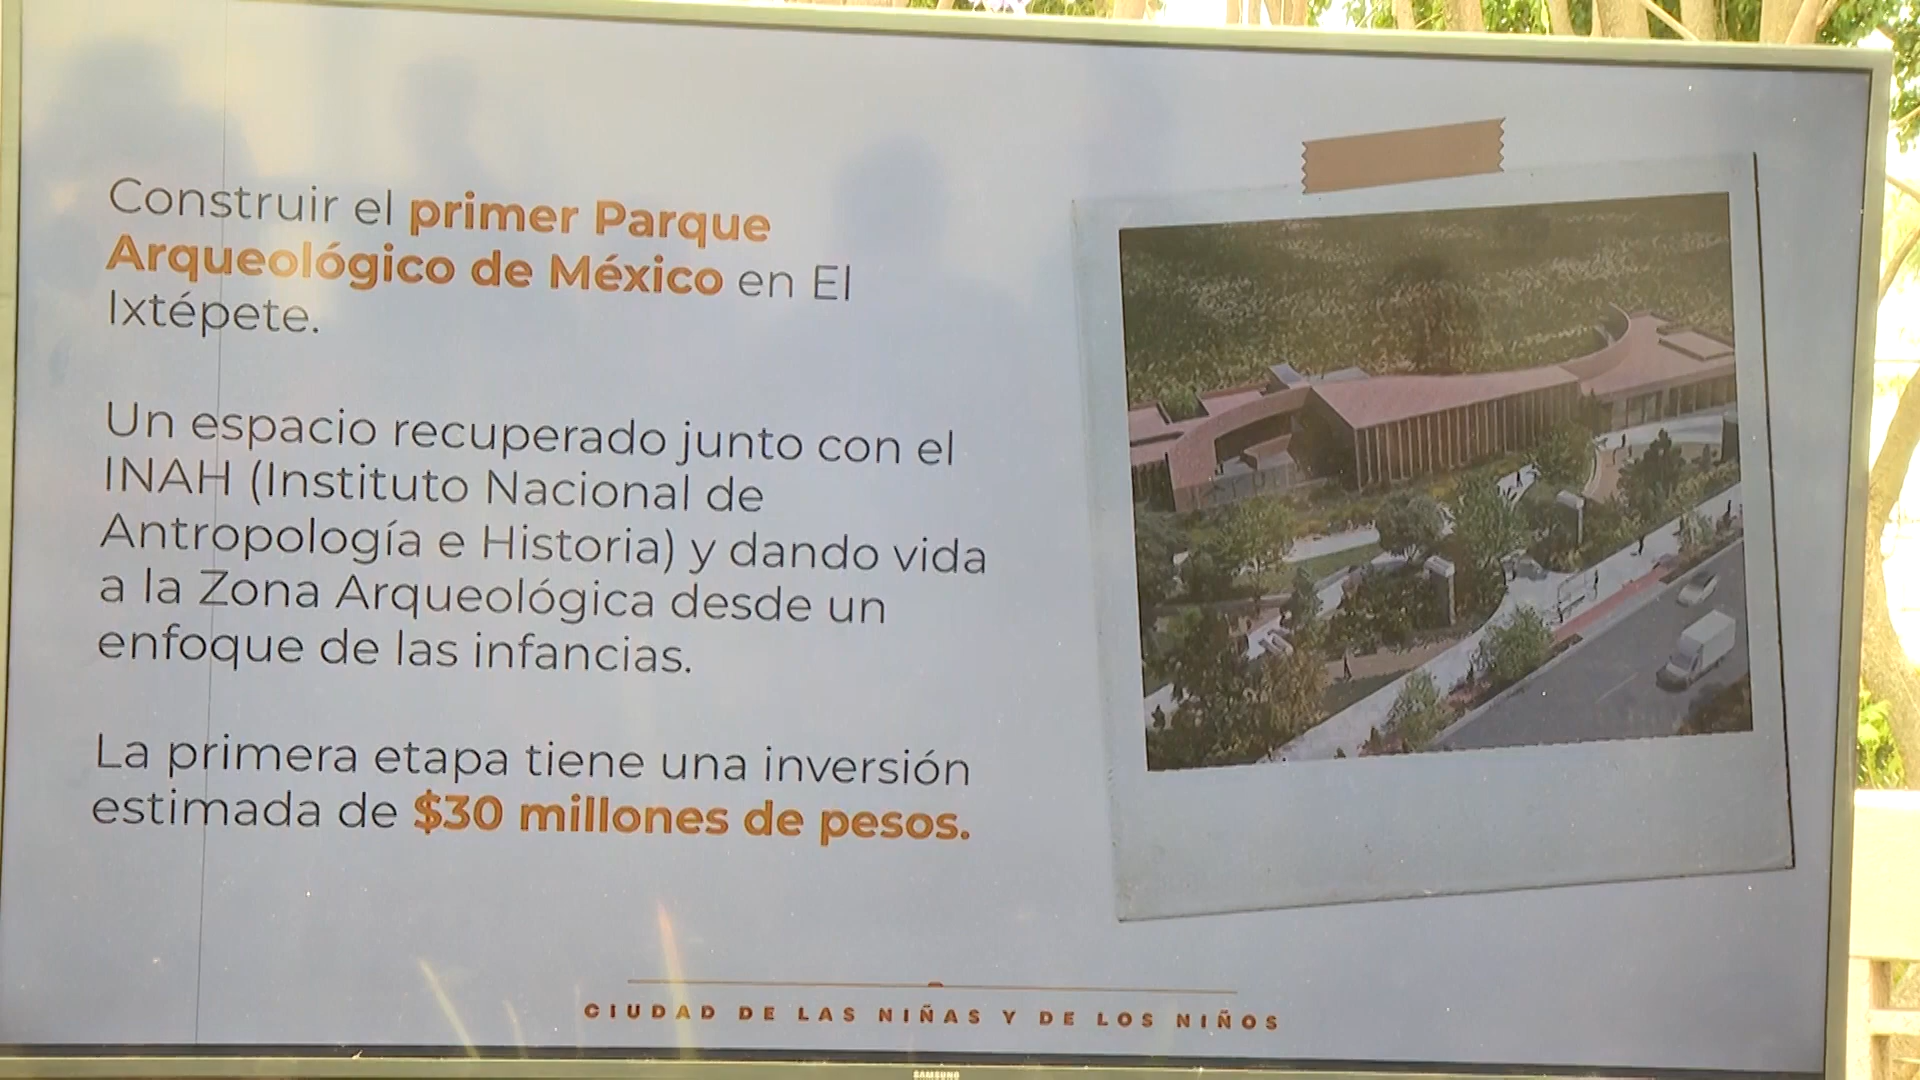 Construir el primer Parque
Arqueológico de México en El
Ixtépete.
Un espacio recuperado junto con el
INAH (Instituto Nacional de
Antropología e Historia) y dando vida
a la Zona Arqueológica desde un
enfoque de las infancias.
La primera etapa tiene una inversión
estimada de $30 millones de pesos.
CIUDAD DE LAS NIÑAS Y DE LOS NIÑOS
SAMSUNG